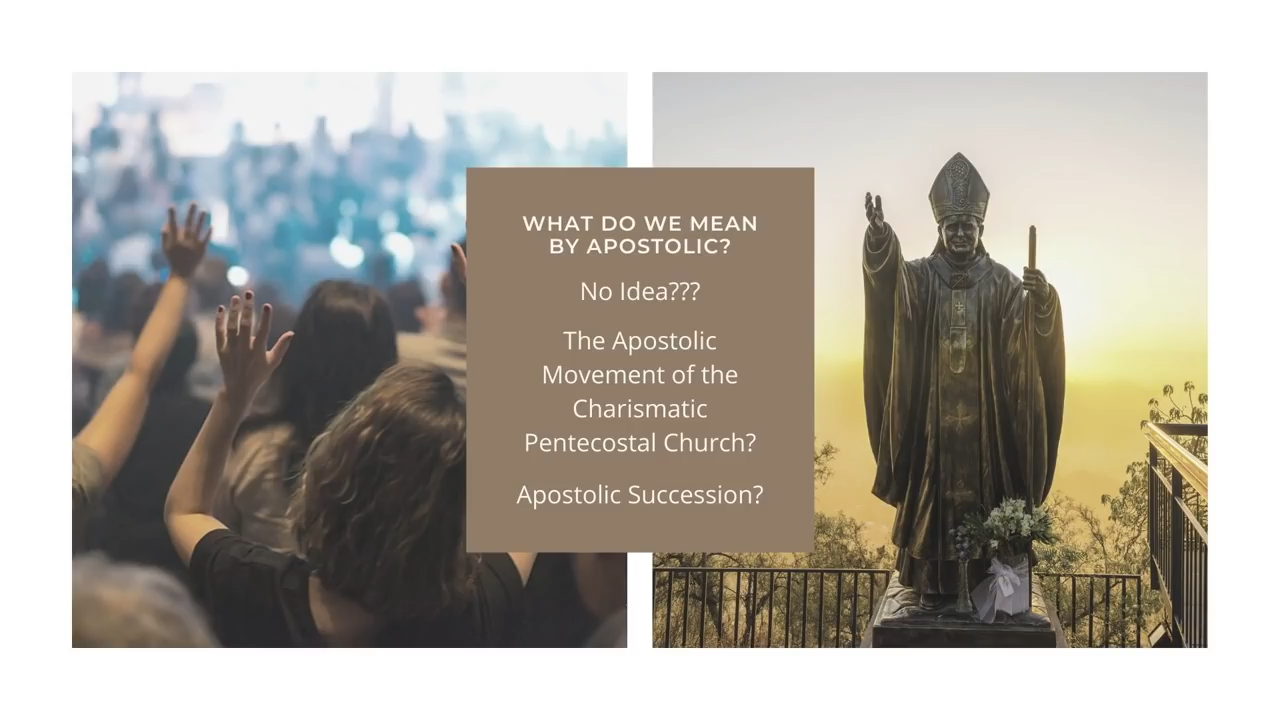 WHAT DO WE MEAN
BY APOSTOLIC?
No Idea???
The Apostolic
Movement of the
Charismatic
Pentecostal Church?
Apostolic Succession?